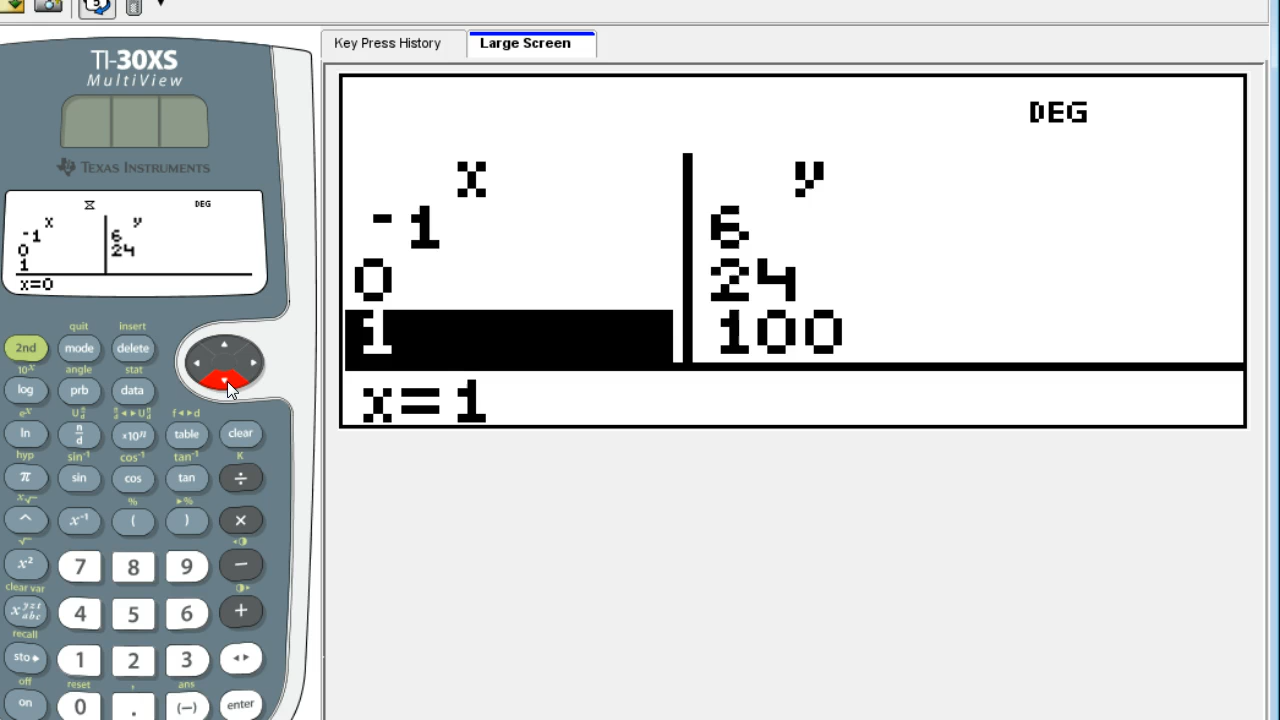 Key Press History Large Screen
TI-30XS
MultiView
TEXAS INSTRUMENTS
DEG
x y
-1 6
0 24
1
x=0
DEG
x y
-1 6
0 24
1 100
x=1
quit insert
2nd mode delete
10ˣ angle stat
log prb data
eˣ f◂▸d
ln n/d ×10ⁿ table clear
hyp sin⁻¹ cos⁻¹ tan⁻¹ K
π sin cos tan ÷
ˣ√ % ▸%
^ x⁻¹ ( ) ×
√
x² 7 8 9 −
clear var
x yzt abc 4 5 6 +
recall
sto▸ 1 2 3 ◂▸
off reset , ans
on 0 . (−) enter